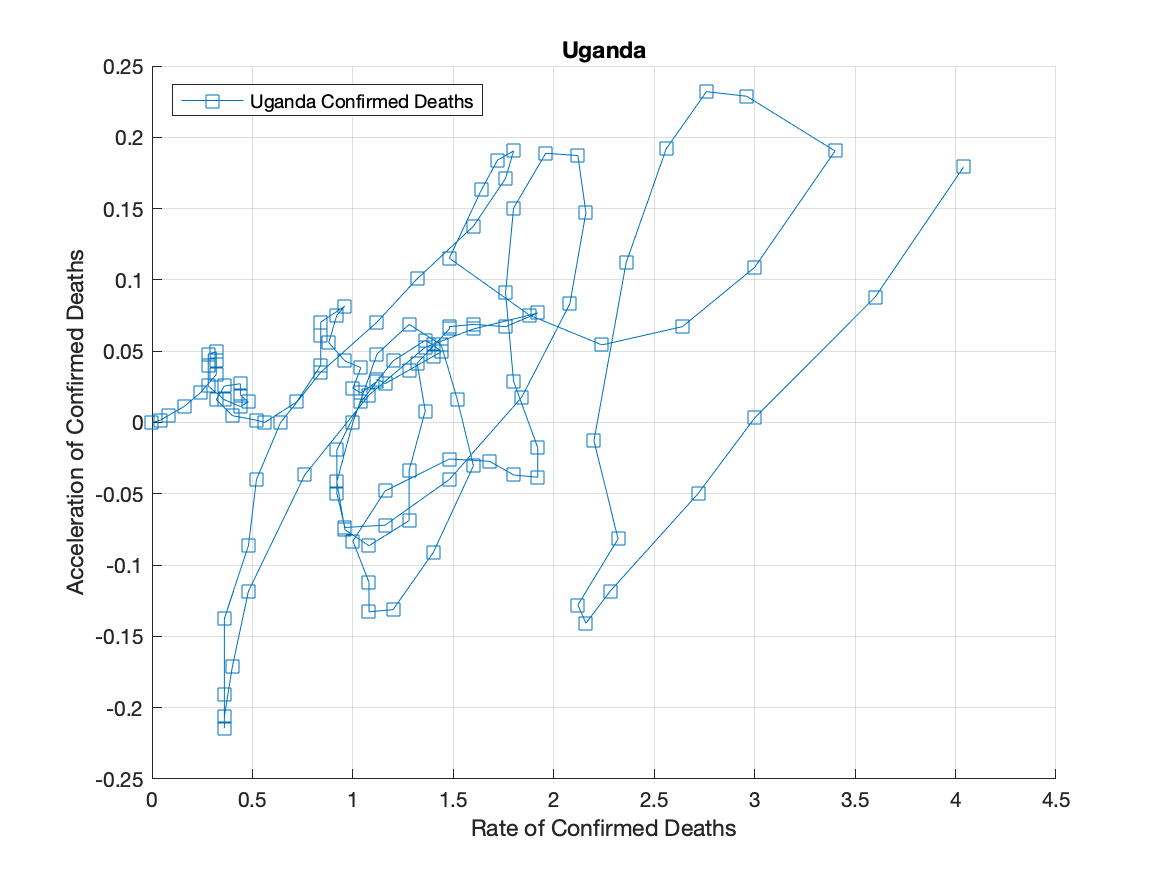 Uganda
Uganda Confirmed Deaths
Acceleration of Confirmed Deaths
0.25
0.2
0.15
0.1
0.05
0
-0.05
-0.1
-0.15
-0.2
-0.25
0 0.5 1 1.5 2 2.5 3 3.5 4 4.5
Rate of Confirmed Deaths